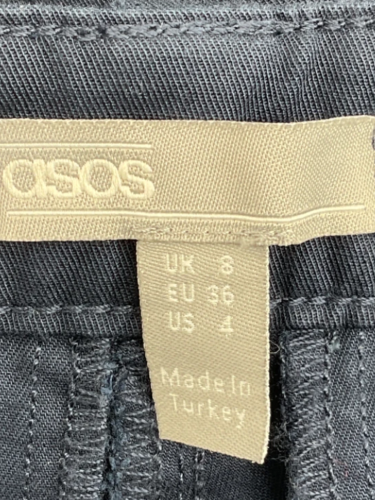 asos
UK 8
EU 36
US 4
Made In
Turkey